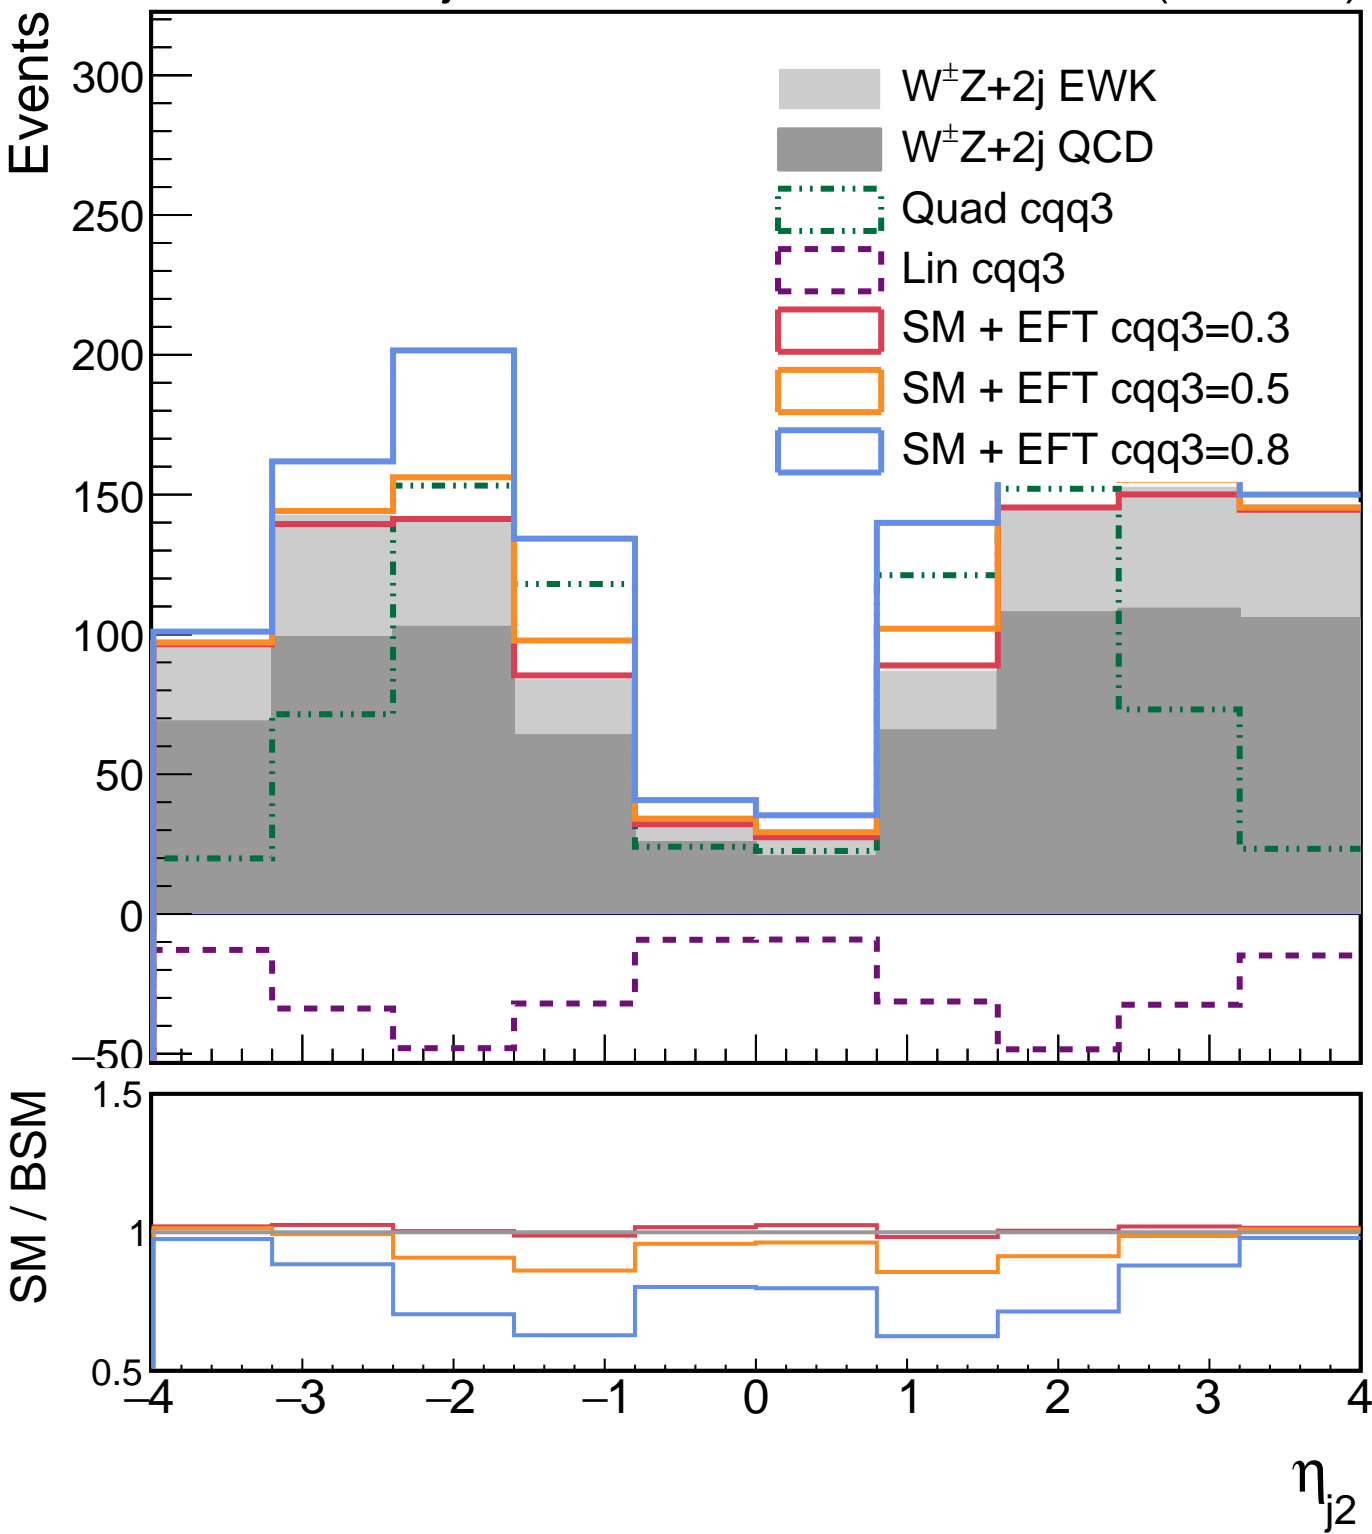 Events
300
250
200
150
100
50
0
−50
W±Z+2j EWK
W±Z+2j QCD
Quad cqq3
Lin cqq3
SM + EFT cqq3=0.3
SM + EFT cqq3=0.5
SM + EFT cqq3=0.8
SM / BSM
1.5
1
0.5
−4 −3 −2 −1 0 1 2 3 4
ηj2